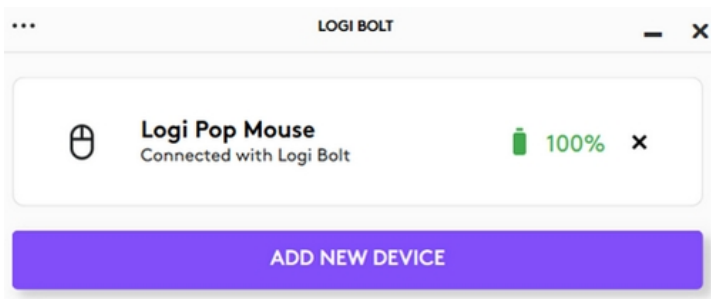 LOGI BOLT
Logi Pop Mouse
Connected with Logi Bolt
100%
ADD NEW DEVICE